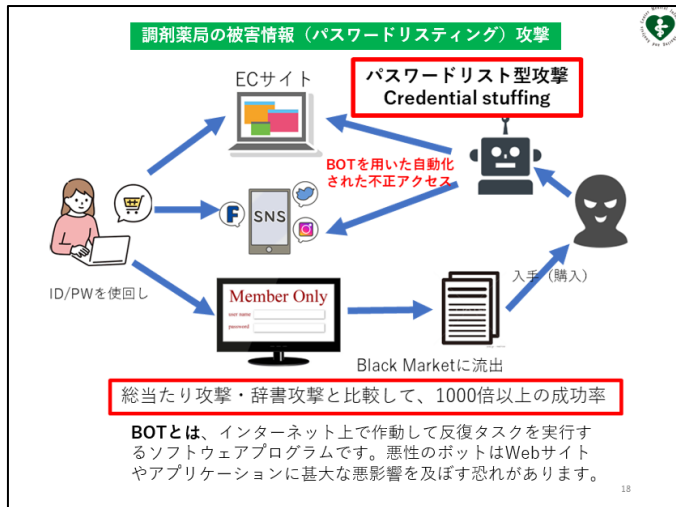 調剤薬局の被害情報（パスワードリスティング）攻撃
ECサイト
パスワードリスト型攻撃
Credential stuffing
BOTを用いた自動化
された不正アクセス
F
SNS
ID/PWを使回し
Member Only
user name
password
入手（購入）
Black Marketに流出
総当たり攻撃・辞書攻撃と比較して、1000倍以上の成功率
BOTとは、インターネット上で作動して反復タスクを実行す
るソフトウェアプログラムです。悪性のボットはWebサイト
やアプリケーションに甚大な悪影響を及ぼす恐れがあります。
18